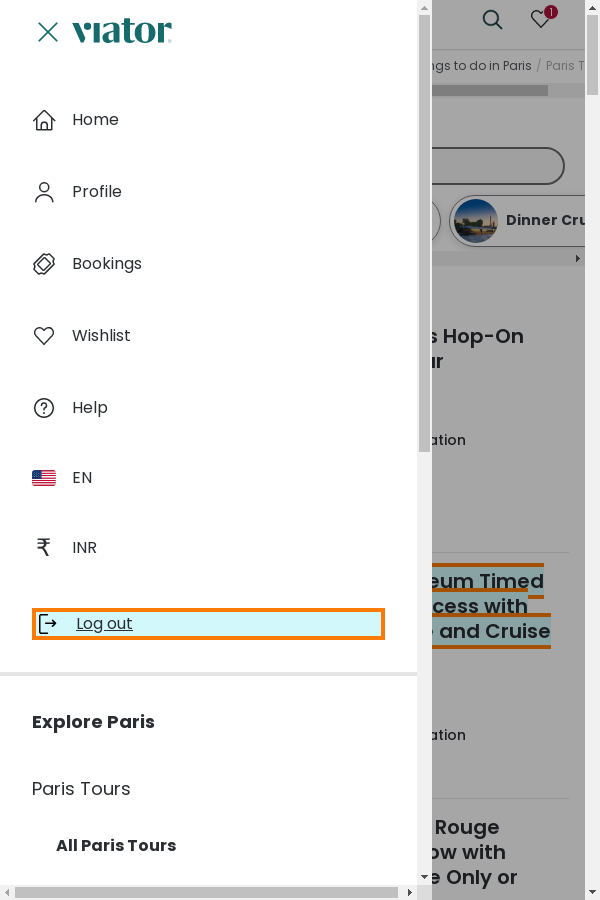 viator
1
ngs to do in Paris / Paris T
Home
Profile
Bookings
Dinner Cru
Wishlist
s Hop-On
ur
Help
ation
EN
₹ INR
Log out
eum Timed
cess with
and Cruise
Explore Paris
ation
Paris Tours
All Paris Tours
Rouge
ow with
e Only or